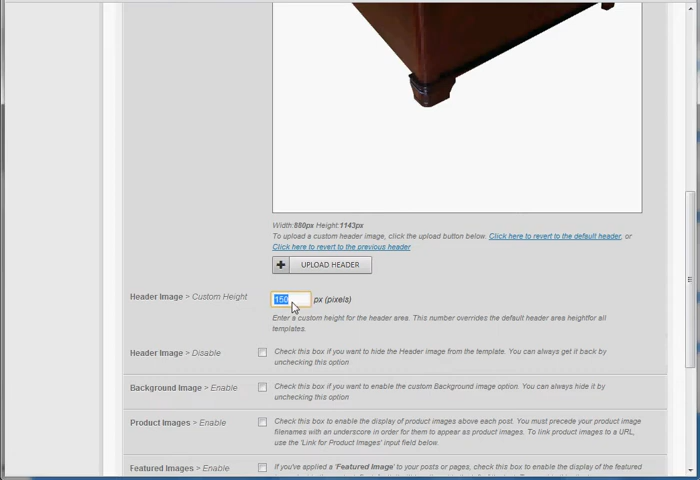 Width:880px Height:1143px
To upload a custom header image, click the upload button below. Click here to revert to the default header, or
Click here to revert to the previous header
+ UPLOAD HEADER
Header Image > Custom Height
150 px (pixels)
Enter a custom height for the header area. This number overrides the default header area heightfor all
templates.
Header Image > Disable
Check this box if you want to hide the Header image from the template. You can always get it back by
unchecking this option
Background Image > Enable
Check this box if you want to enable the custom Background image option. You can always hide it by
unchecking this option
Product Images > Enable
Check this box to enable the display of product images above each post. You must precede your product image
filenames with an underscore in order for them to appear as product images. To link product images to a URL,
use the 'Link for Product Images' input field below.
Featured Images > Enable
If you've applied a 'Featured Image' to your posts or pages, check this box to enable the display of the featured